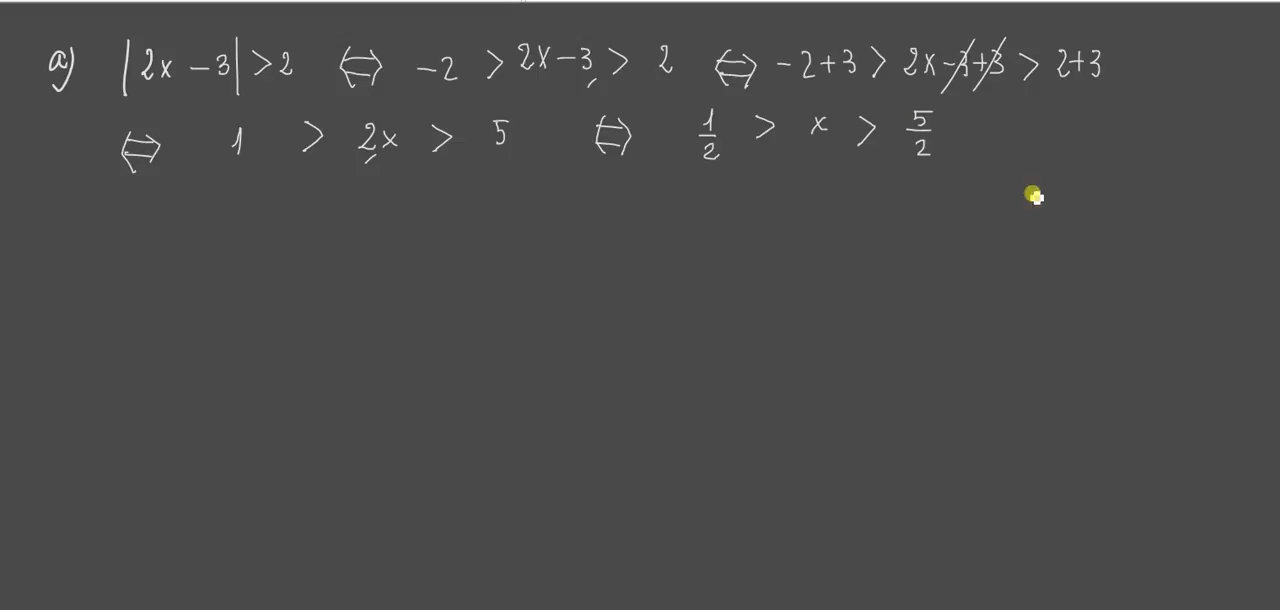 a) |2x - 3| > 2 ⇔ -2 > 2x - 3 > 2 ⇔ -2+3 > 2x-3+3 > 2+3
⇔ 1 > 2x > 5 ⇔ 1/2 > x > 5/2